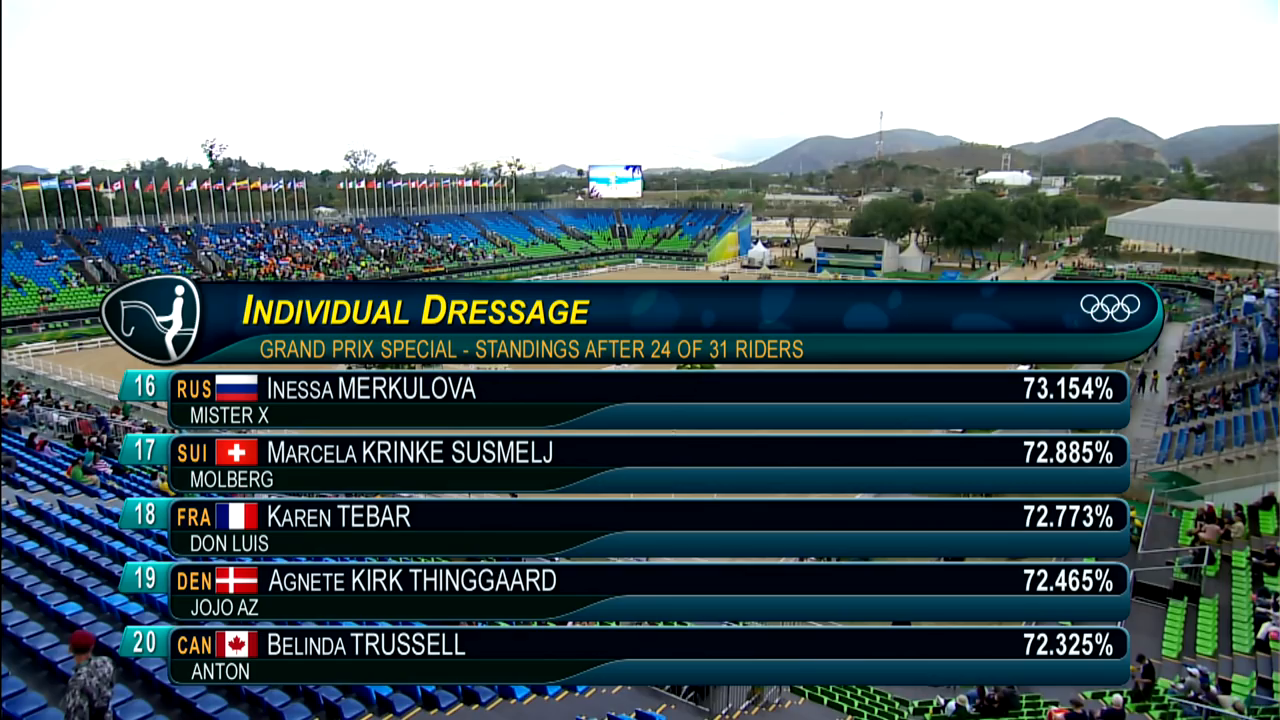 INDIVIDUAL DRESSAGE
GRAND PRIX SPECIAL - STANDINGS AFTER 24 OF 31 RIDERS
16 RUS INESSA MERKULOVA 73.154%
MISTER X
17 SUI MARCELA KRINKE SUSMELJ 72.885%
MOLBERG
18 FRA KAREN TEBAR 72.773%
DON LUIS
19 DEN AGNETE KIRK THINGGAARD 72.465%
JOJO AZ
20 CAN BELINDA TRUSSELL 72.325%
ANTON